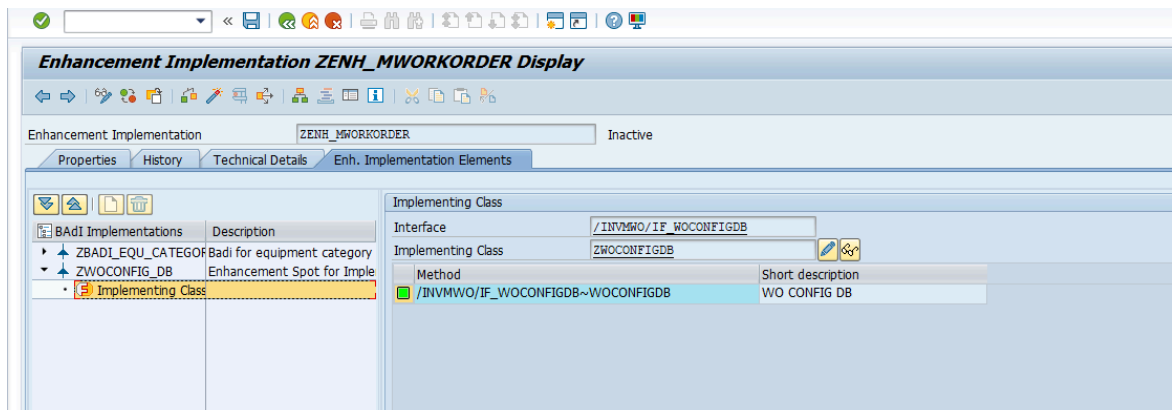 Enhancement Implementation ZENH_MWORKORDER Display
Enhancement Implementation ZENH_MWORKORDER Inactive
Properties History Technical Details Enh. Implementation Elements
Implementing Class
BAdI Implementations Description
Interface /INVMWO/IF_WOCONFIGDB
ZBADI_EQU_CATEGOR Badi for equipment category
Implementing Class ZWOCONFIGDB
ZWOCONFIG_DB Enhancement Spot for Imple
Method Short description
Implementing Class
/INVMWO/IF_WOCONFIGDB~WOCONFIGDB WO CONFIG DB